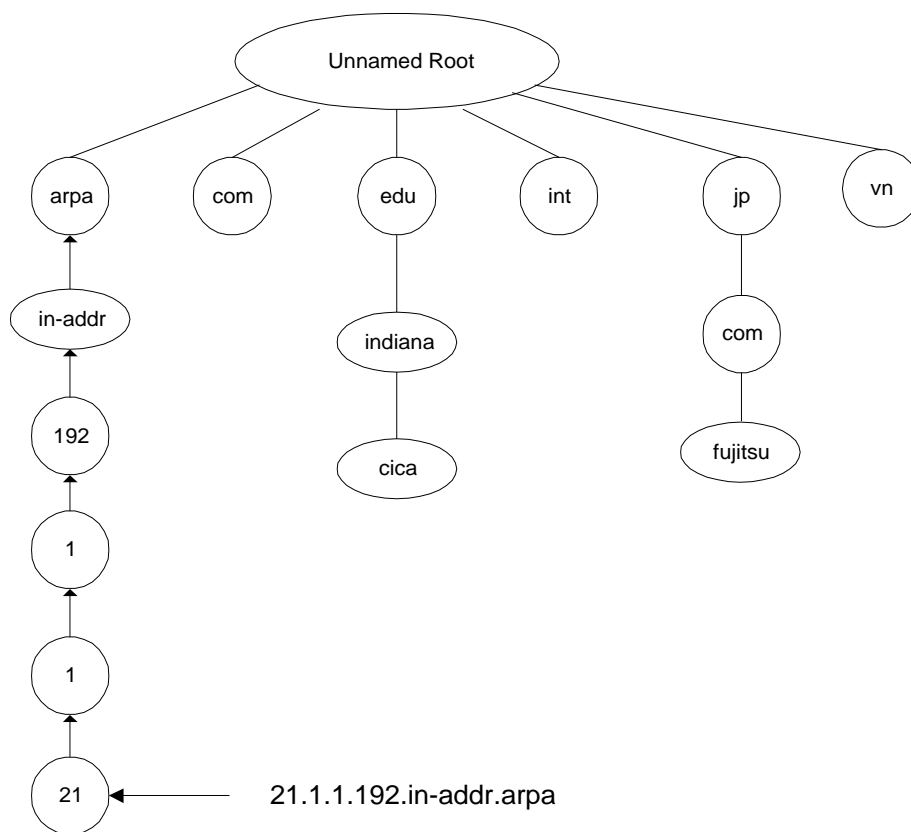 Unnamed Root
arpa
com
edu
int
jp
vn
in-addr
indiana
com
192
cica
fujitsu
1
1
21
21.1.1.192.in-addr.arpa